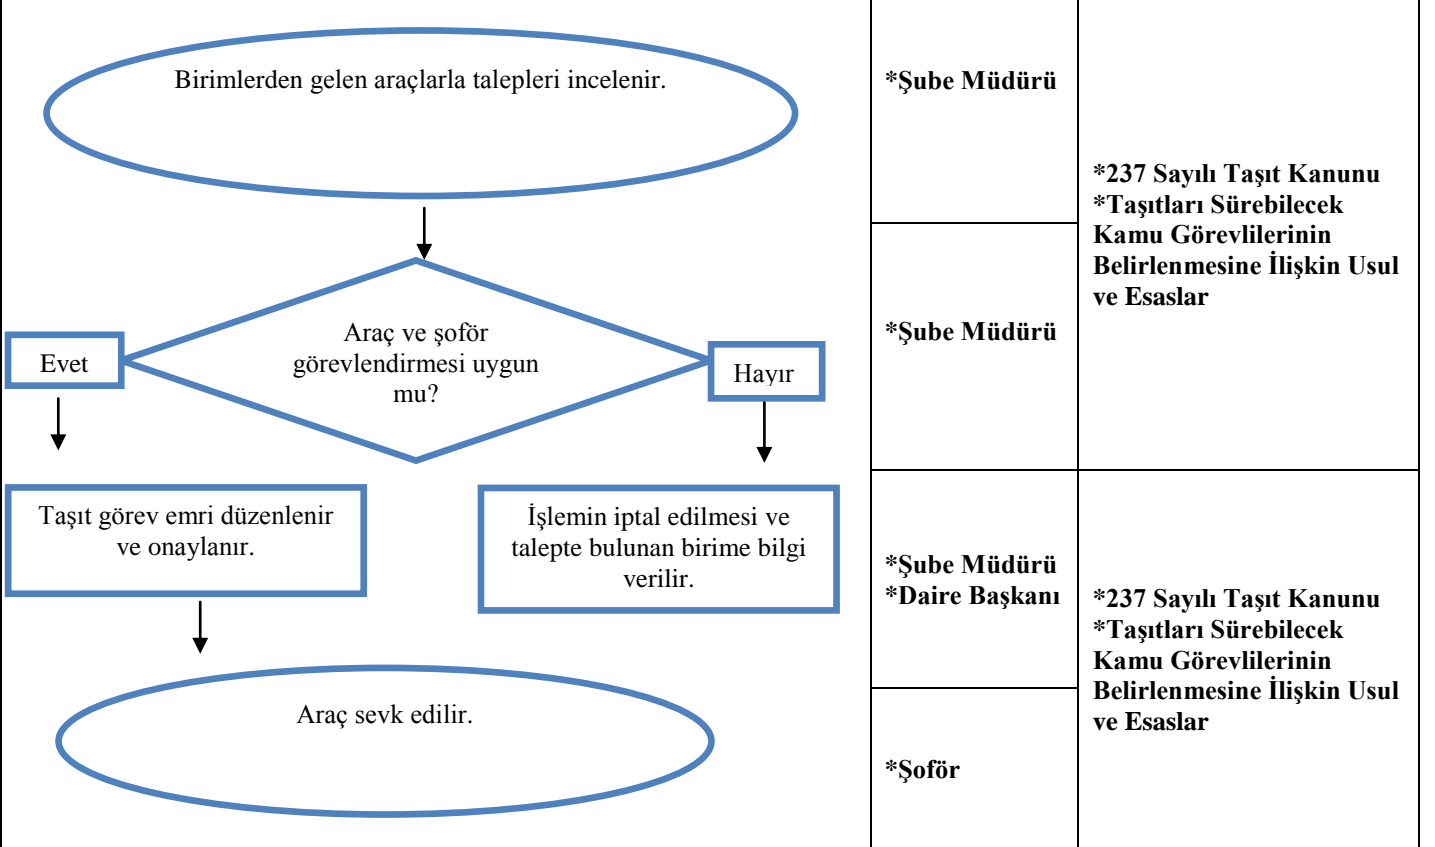 Birimlerden gelen araçlarla talepleri incelenir.
*Şube Müdürü
*237 Sayılı Taşıt Kanunu
*Taşıtları Sürebilecek
Kamu Görevlilerinin
Belirlenmesine İlişkin Usul
ve Esaslar
Araç ve şoför
görevlendirmesi uygun
mu?
Evet
Hayır
*Şube Müdürü
Taşıt görev emri düzenlenir
ve onaylanır.
İşlemin iptal edilmesi ve
talepte bulunan birime bilgi
verilir.
*Şube Müdürü
*Daire Başkanı
*237 Sayılı Taşıt Kanunu
*Taşıtları Sürebilecek
Kamu Görevlilerinin
Belirlenmesine İlişkin Usul
ve Esaslar
Araç sevk edilir.
*Şoför